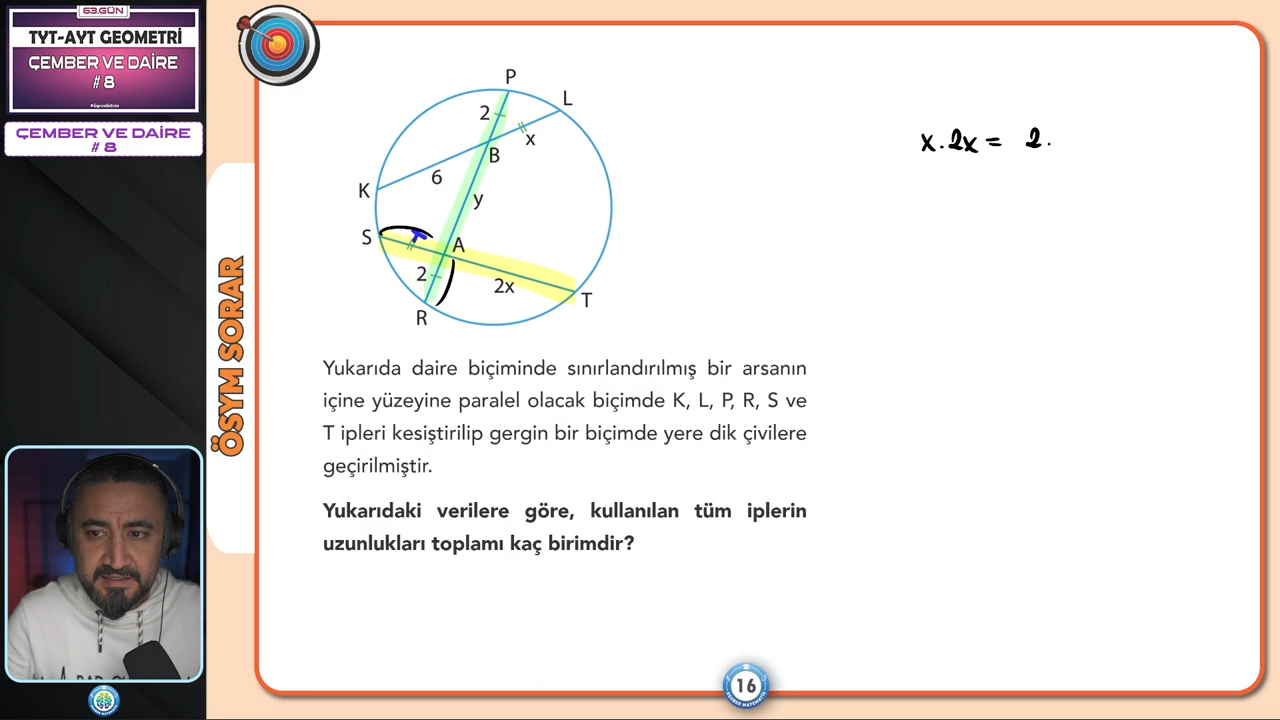 63.GÜN
TYT-AYT GEOMETRİ
ÇEMBER VE DAİRE
#8
#öğrenbitsin
ÇEMBER VE DAİRE
#8
ÖSYM SORAR
P
L
2
x
B
K
6
y
S
x
A
2
2x
T
R
x.2x = 2.
Yukarıda daire biçiminde sınırlandırılmış bir arsanın
içine yüzeyine paralel olacak biçimde K, L, P, R, S ve
T ipleri kesiştirilip gergin bir biçimde yere dik çivilere
geçirilmiştir.
Yukarıdaki verilere göre, kullanılan tüm iplerin
uzunlukları toplamı kaç birimdir?
16